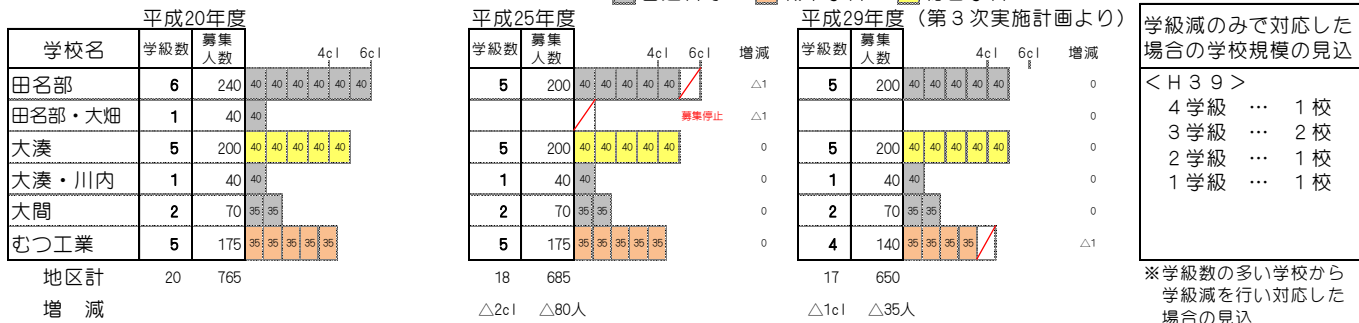 平成20年度 平成25年度 平成29年度（第３次実施計画より）
学校名 学級数 募集人数 4cl 6cl 学級数 募集人数 4cl 6cl 増減 学級数 募集人数 4cl 6cl 増減
田名部 6 240 40 40 40 40 40 40 5 200 40 40 40 40 40 △1 5 200 40 40 40 40 40 0
田名部・大畑 1 40 40 募集停止 △1 0
大湊 5 200 40 40 40 40 40 5 200 40 40 40 40 40 0 5 200 40 40 40 40 40 0
大湊・川内 1 40 40 1 40 40 0 1 40 40 0
大間 2 70 35 35 2 70 35 35 0 2 70 35 35 0
むつ工業 5 175 35 35 35 35 35 5 175 35 35 35 35 35 0 4 140 35 35 35 35 △1
地区計 20 765 18 685 17 650
増　減 △2cl △80人 △1cl △35人
学級減のみで対応した
場合の学校規模の見込
＜Ｈ３９＞
４学級 … １校
３学級 … ２校
２学級 … １校
１学級 … １校
※学級数の多い学校から
学級減を行い対応した
場合の見込